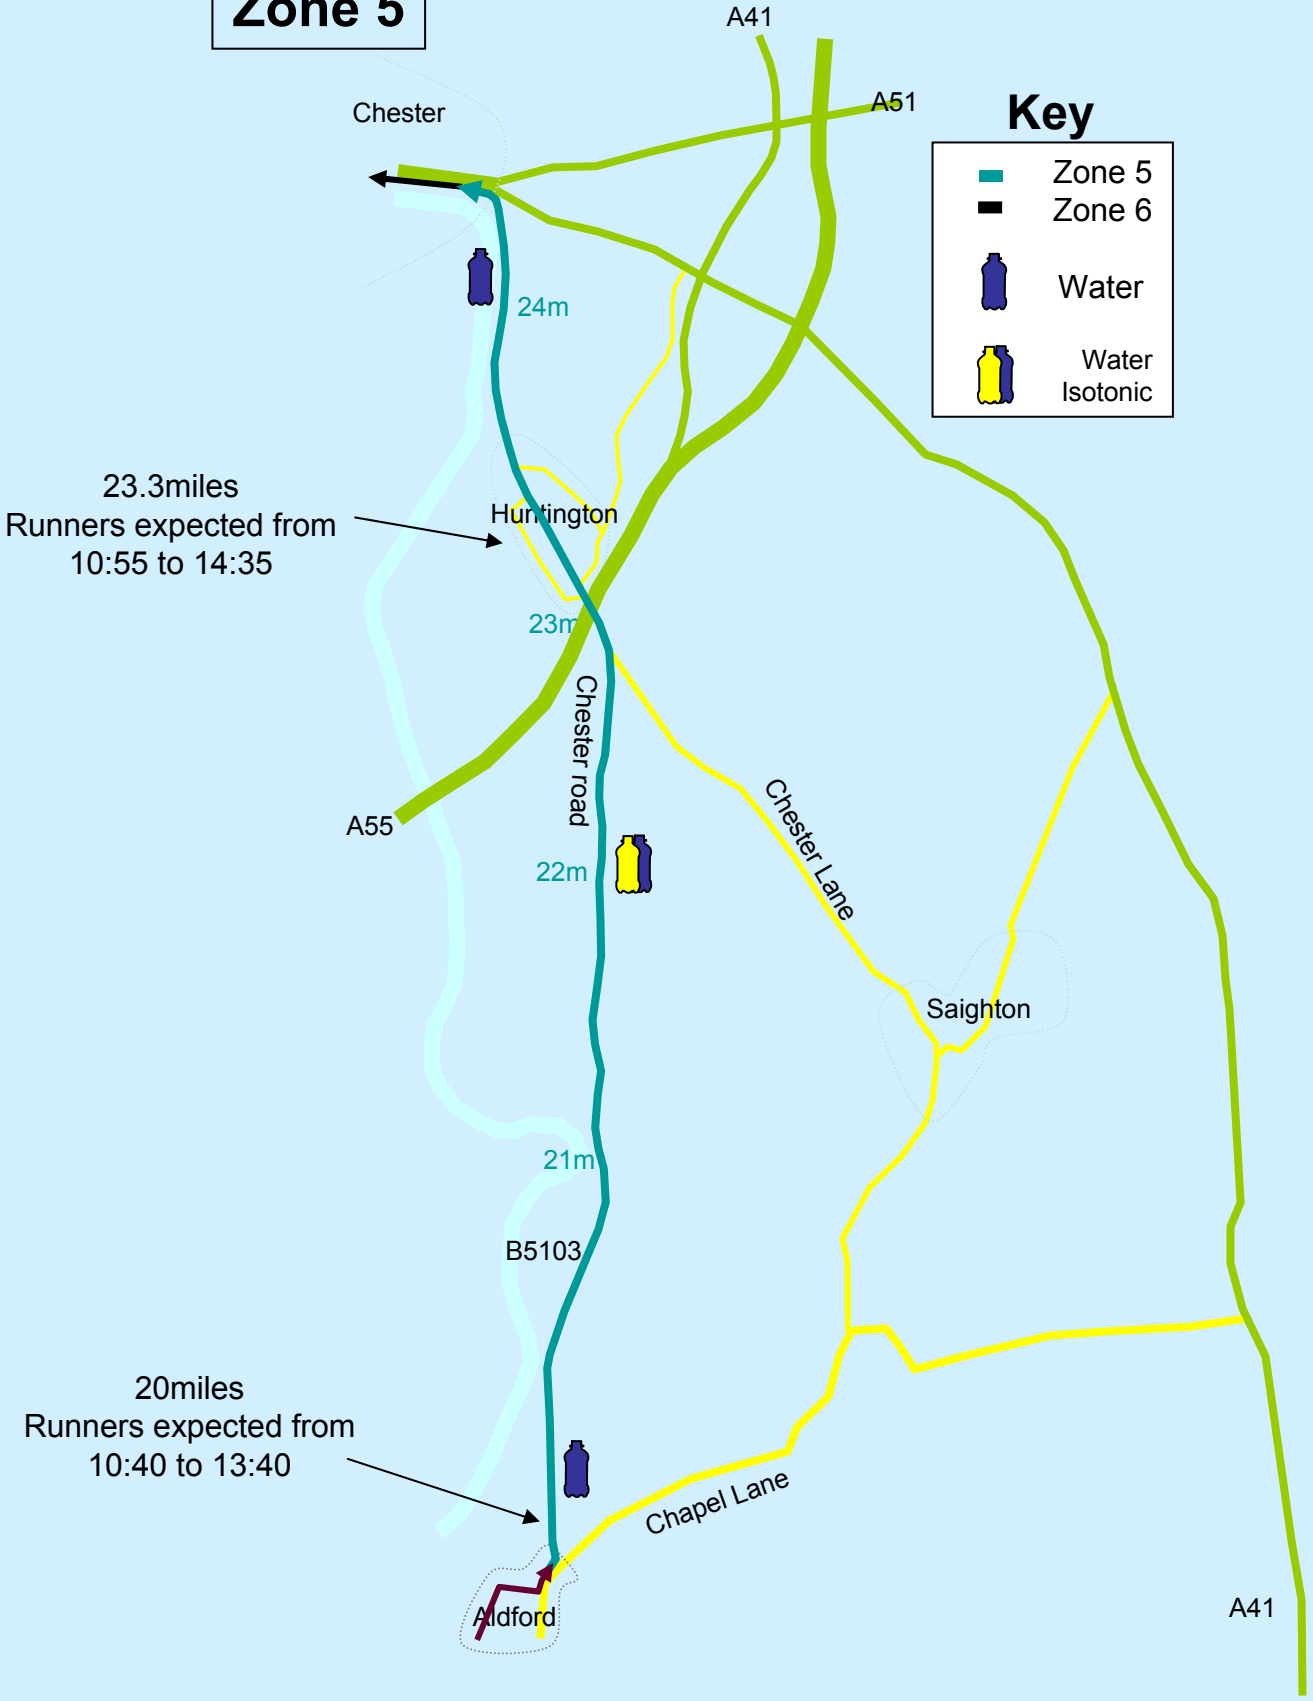 Zone 5
A41
A51
Chester
Key
Zone 5
Zone 6
Water
Water
Isotonic
24m
23.3miles
Runners expected from
10:55 to 14:35
Huntington
23m
Chester road
A55
22m
Chester Lane
Saighton
21m
B5103
20miles
Runners expected from
10:40 to 13:40
Chapel Lane
Aldford
A41